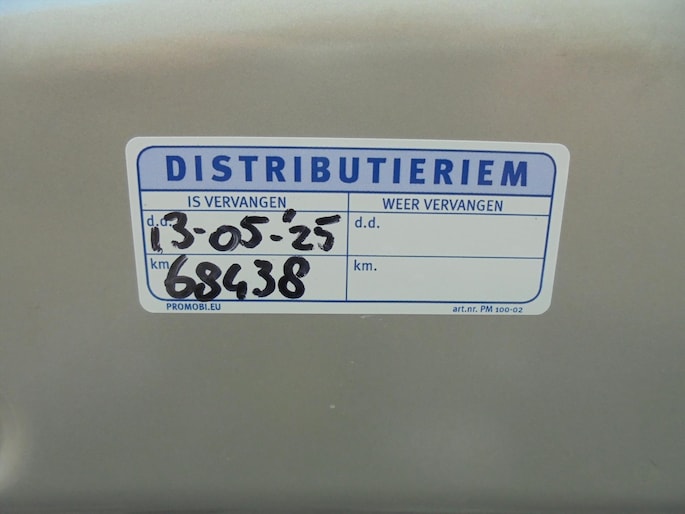 DISTRIBUTIERIEM
IS VERVANGEN WEER VERVANGEN
d.d. 13-05-'25 d.d.
km. 68438 km.
PROMOBI.EU art.nr. PM 100-02